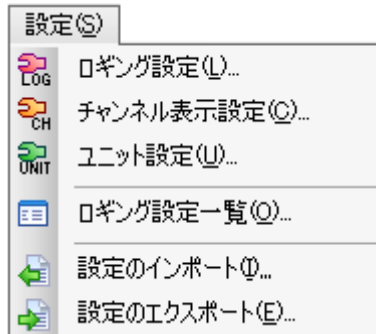 設定(S)
LOG ロギング設定(L)...
CH チャンネル表示設定(C)...
UNIT ユニット設定(U)...
ロギング設定一覧(O)...
設定のインポート(I)...
設定のエクスポート(E)...